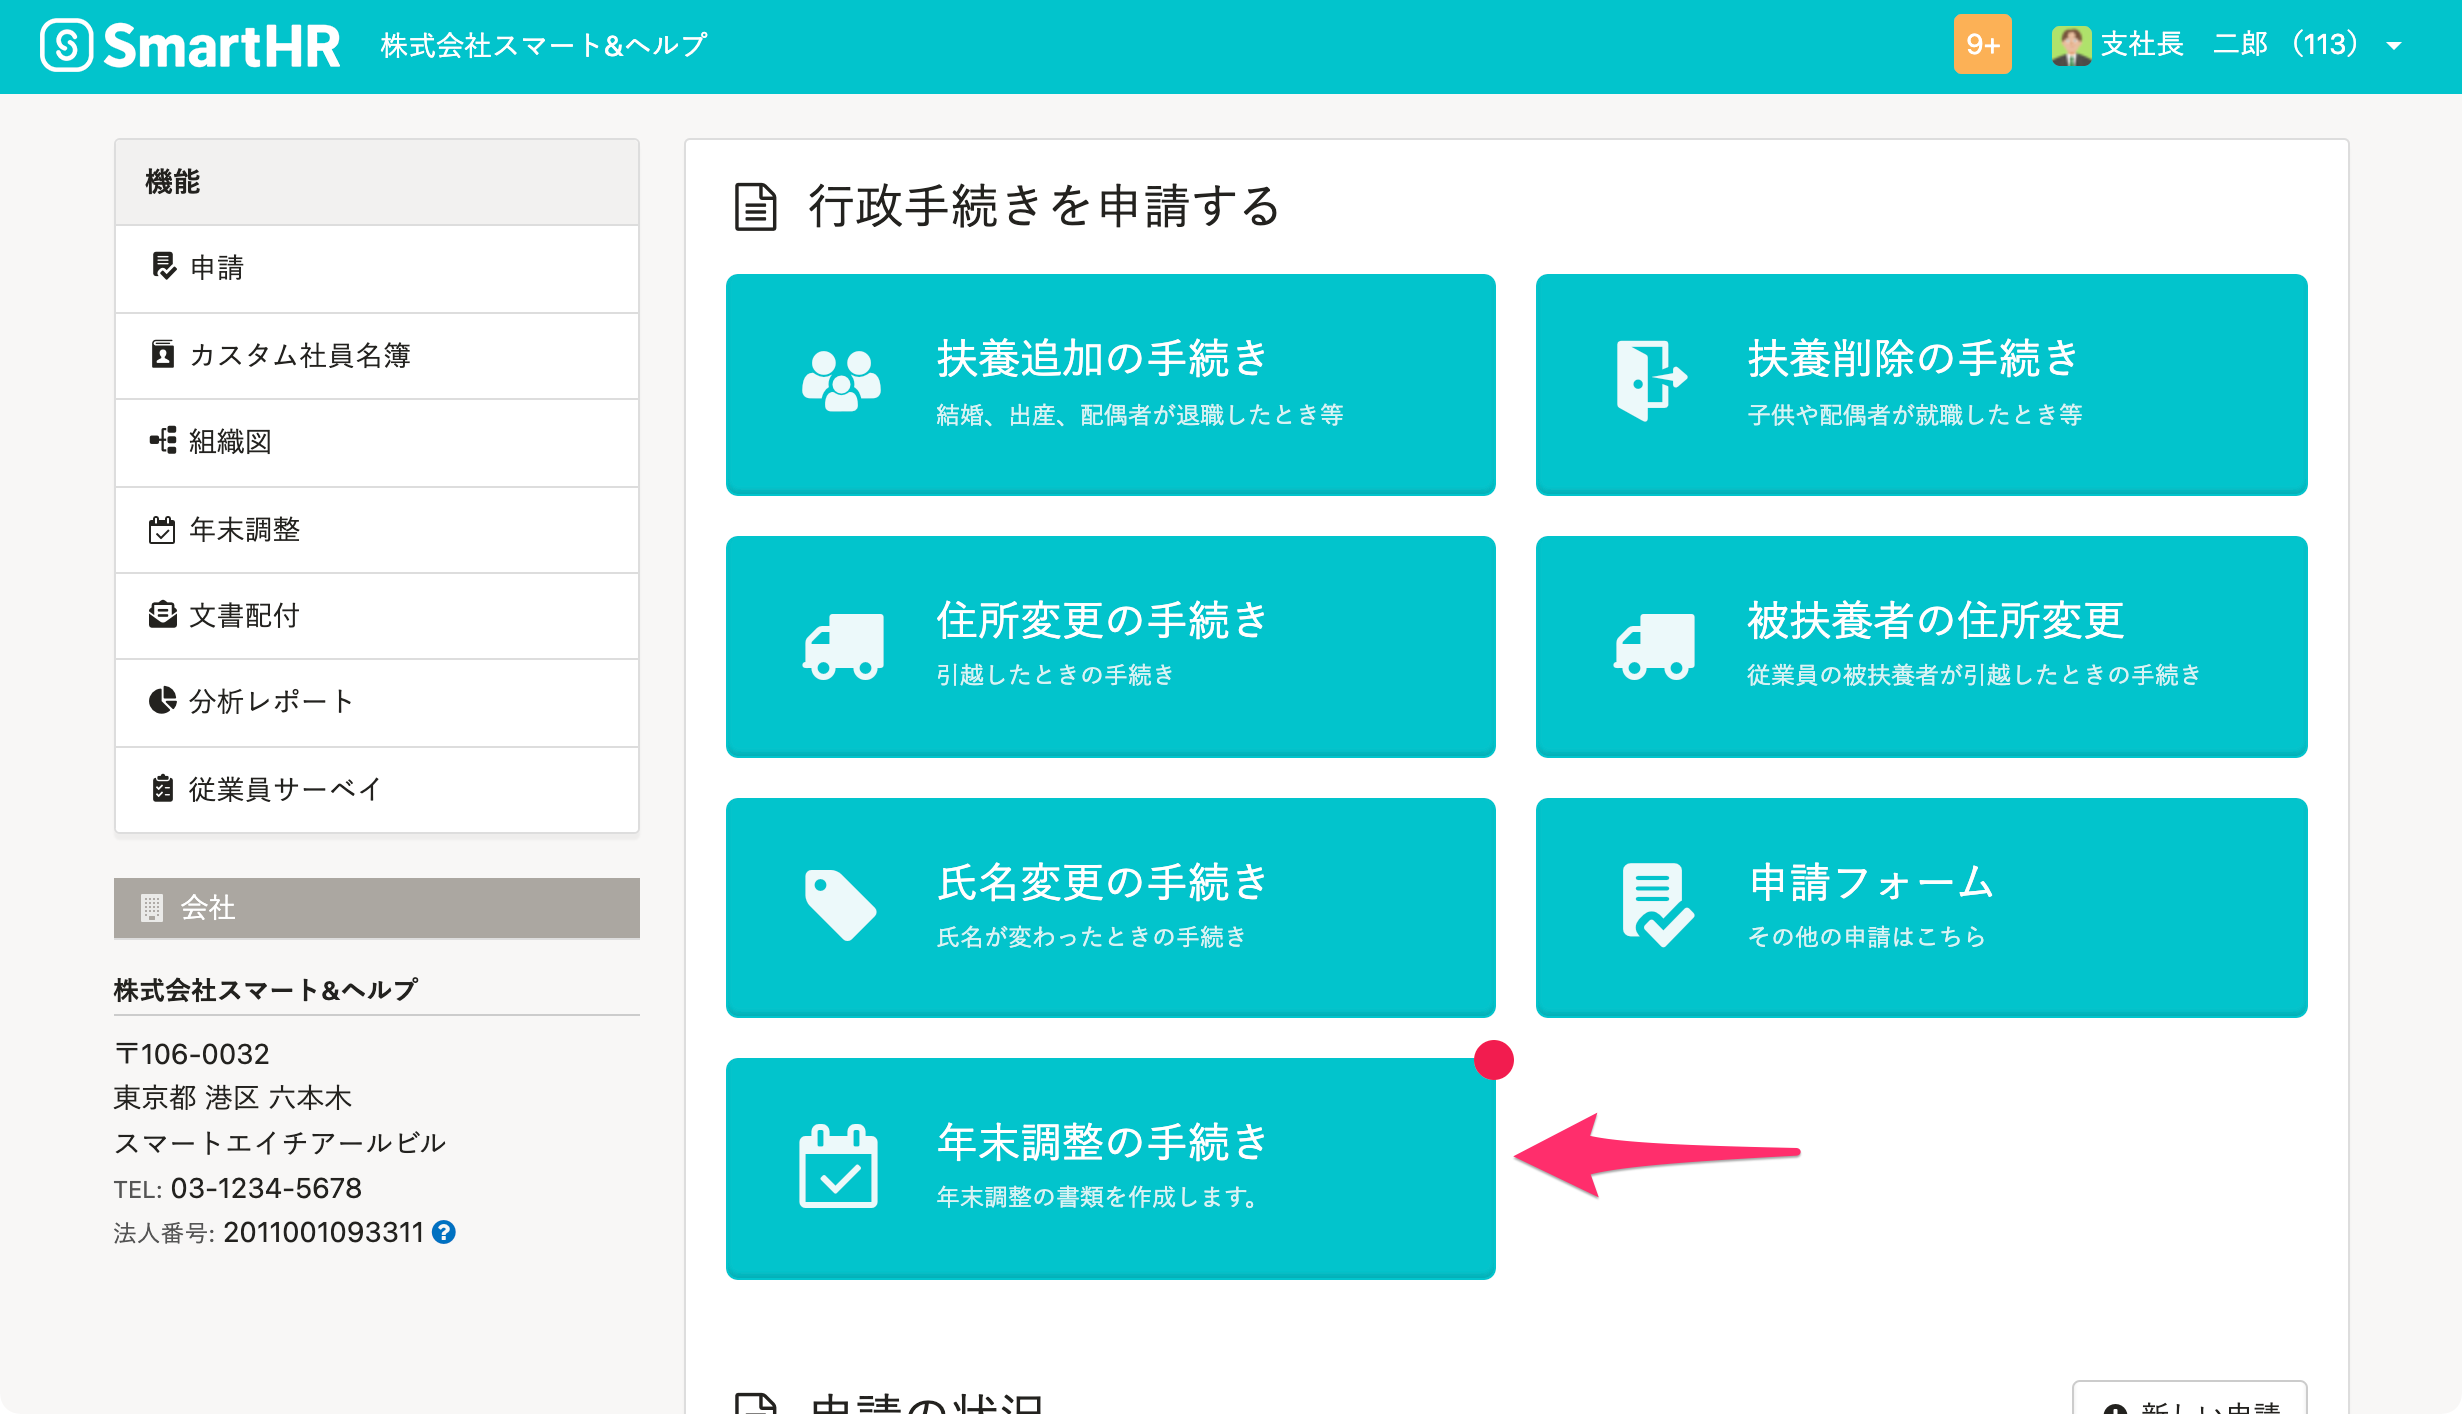 SmartHR
株式会社スマート&ヘルプ
9+
支社長 二郎 (113)
機能
申請
カスタム社員名簿
組織図
年末調整
文書配付
分析レポート
従業員サーベイ
会社
株式会社スマート&ヘルプ
〒106-0032
東京都 港区 六本木
スマートエイチアールビル
TEL: 03-1234-5678
法人番号: 2011001093311
行政手続きを申請する
扶養追加の手続き
結婚、出産、配偶者が退職したとき等
扶養削除の手続き
子供や配偶者が就職したとき等
住所変更の手続き
引越したときの手続き
被扶養者の住所変更
従業員の被扶養者が引越したときの手続き
氏名変更の手続き
氏名が変わったときの手続き
申請フォーム
その他の申請はこちら
年末調整の手続き
年末調整の書類を作成します。
申請の状況
新しい申請